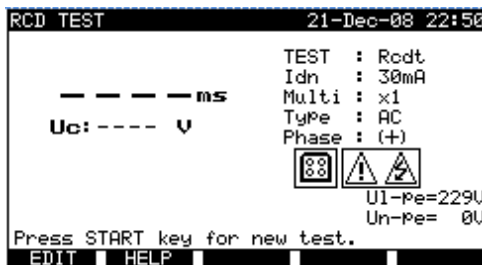 RCD TEST 21-Dec-08 22:50
TEST : Rcdt
Idn : 30mA
– – – – ms Multi : x1
Type : AC
Uc:---- V Phase : (+)
Ul-pe=229V
Un-pe= 0V
Press START key for new test.
EDIT HELP